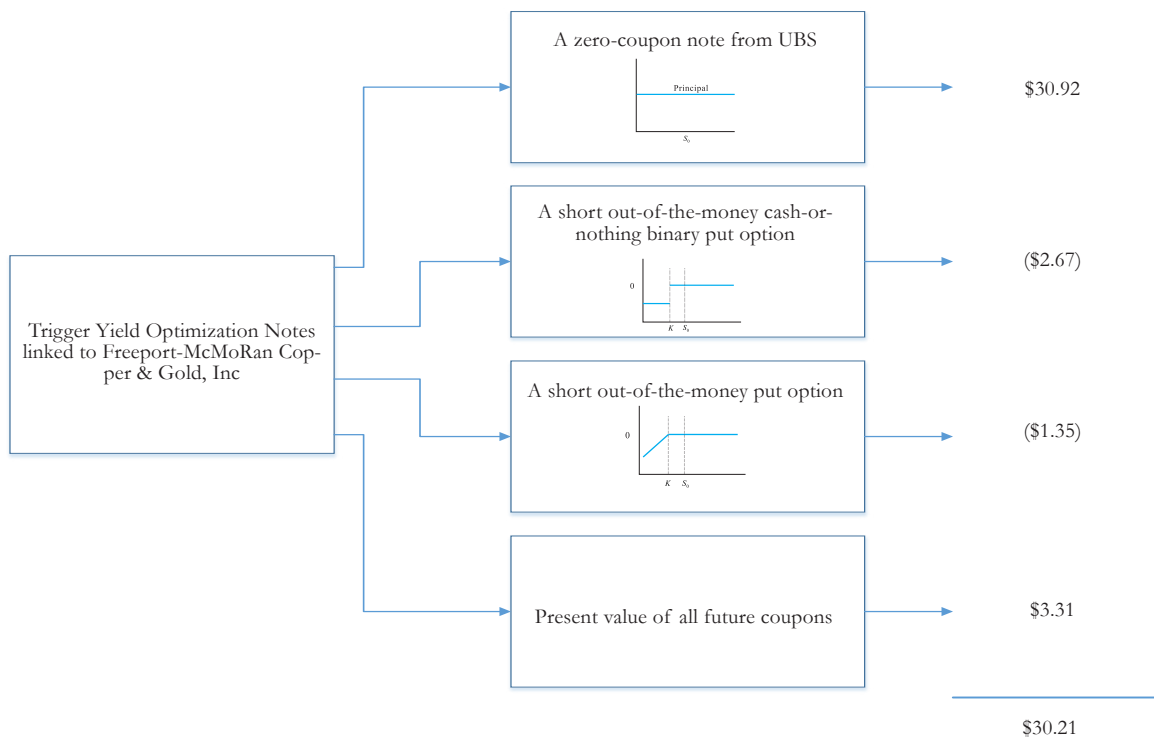 A zero-coupon note from UBS
Principal
S0
$30.92
A short out-of-the-money cash-or-
nothing binary put option
0
K
S0
($2.67)
Trigger Yield Optimization Notes
linked to Freeport-McMoRan Cop-
per & Gold, Inc
A short out-of-the-money put option
0
K
S0
($1.35)
Present value of all future coupons
$3.31
$30.21